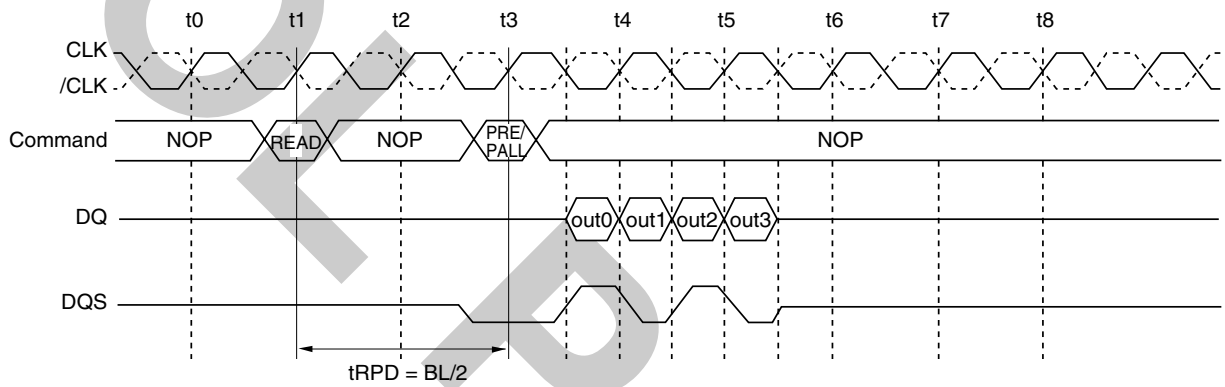 t0 t1 t2 t3 t4 t5 t6 t7 t8
CLK
/CLK
Command NOP READ NOP PRE/ PALL NOP
DQ out0 out1 out2 out3
DQS
tRPD = BL/2